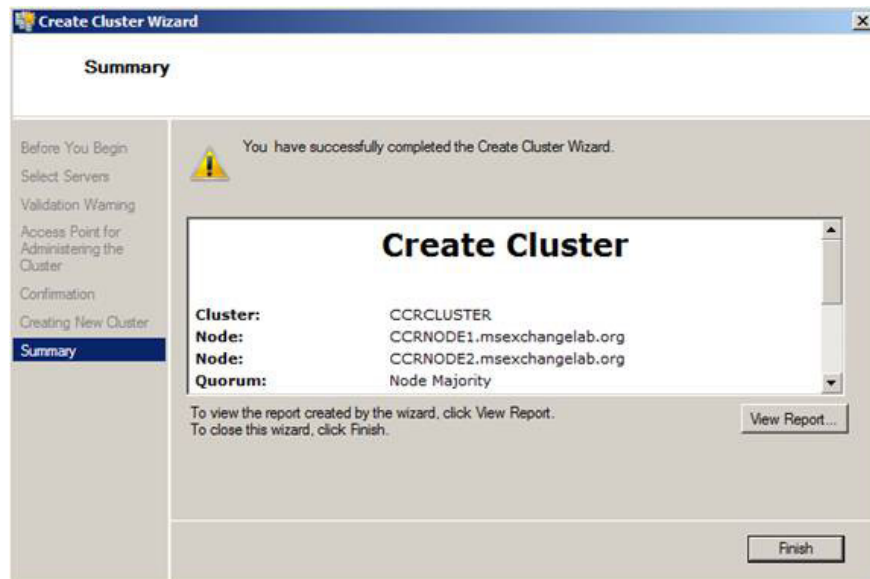 Create Cluster Wizard
Summary
Before You Begin
Select Servers
Validation Warning
Access Point for
Administering the
Cluster
Confirmation
Creating New Cluster
Summary
You have successfully completed the Create Cluster Wizard.
Create Cluster
Cluster: CCRCLUSTER
Node: CCRNODE1.msexchangelab.org
Node: CCRNODE2.msexchangelab.org
Quorum: Node Majority
To view the report created by the wizard, click View Report.
To close this wizard, click Finish.
View Report...
Finish